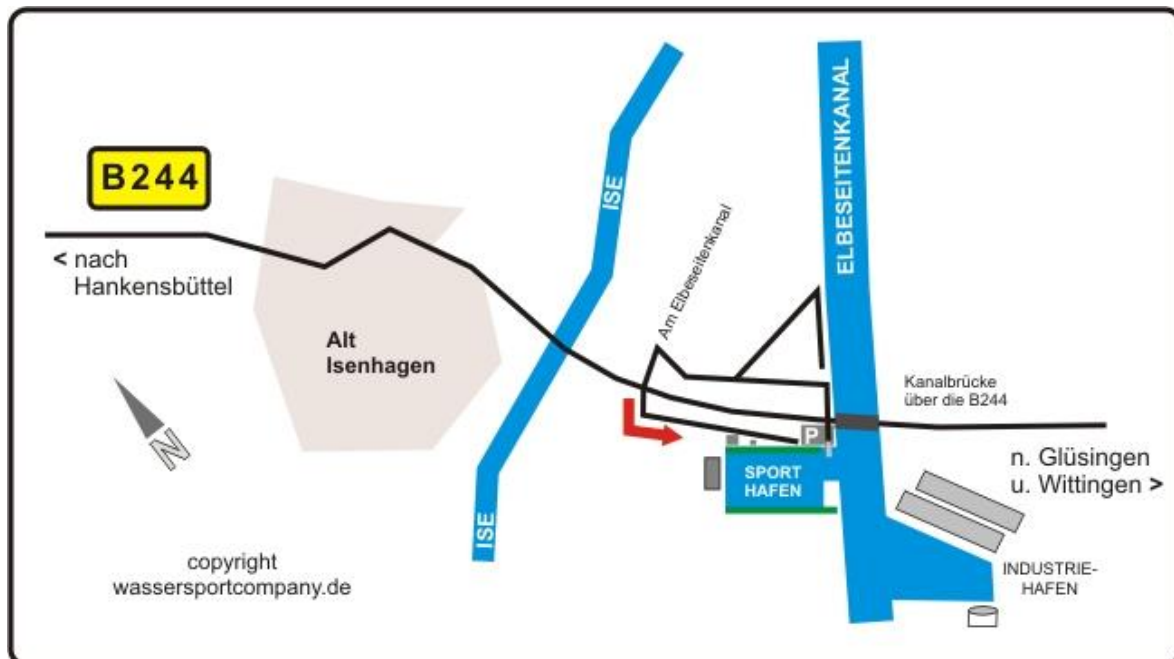 B244
< nach
Hankensbüttel
Alt
Isenhagen
ISE
ISE
Am Elbeseitenkanal
ELBESEITENKANAL
Kanalbrücke
über die B244
P
SPORT
HAFEN
n. Glüsingen
u. Wittingen >
INDUSTRIE-
HAFEN
N
copyright
wassersportcompany.de